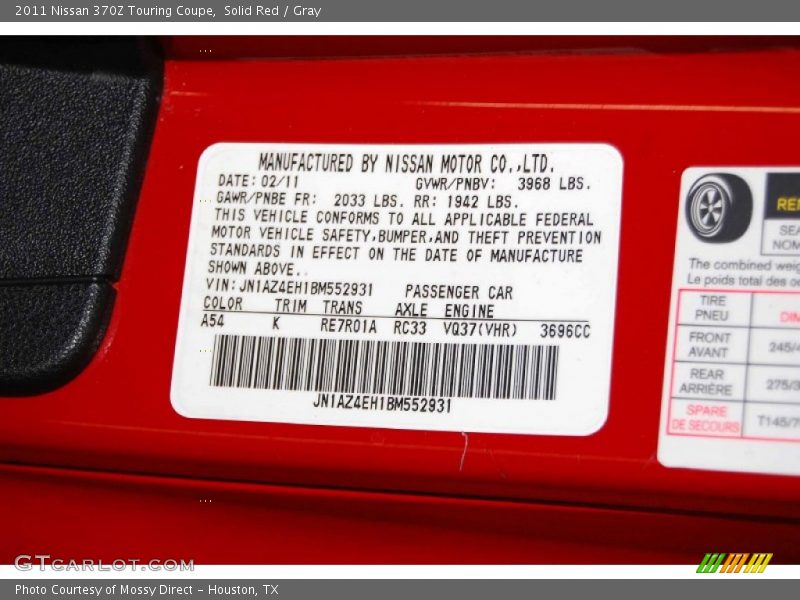 2011 Nissan 370Z Touring Coupe,  Solid Red / Gray
MANUFACTURED BY NISSAN MOTOR CO.,LTD.
DATE: 02/11 GVWR/PNBV: 3968 LBS.
GAWR/PNBE FR: 2033 LBS. RR: 1942 LBS.
THIS VEHICLE CONFORMS TO ALL APPLICABLE FEDERAL
MOTOR VEHICLE SAFETY,BUMPER,AND THEFT PREVENTION
STANDARDS IN EFFECT ON THE DATE OF MANUFACTURE
SHOWN ABOVE.
VIN: JN1AZ4EH1BM552931 PASSENGER CAR
COLOR TRIM TRANS AXLE ENGINE
A54 K RE7R01A RC33 VQ37(VHR) 3696CC
JN1AZ4EH1BM552931
The combined
Le poids total des
TIRE
PNEU
FRONT
AVANT
REAR
ARRIÈRE
SPARE
DE SECOURS
GTCARLOT.COM
Photo Courtesy of Mossy Direct - Houston, TX